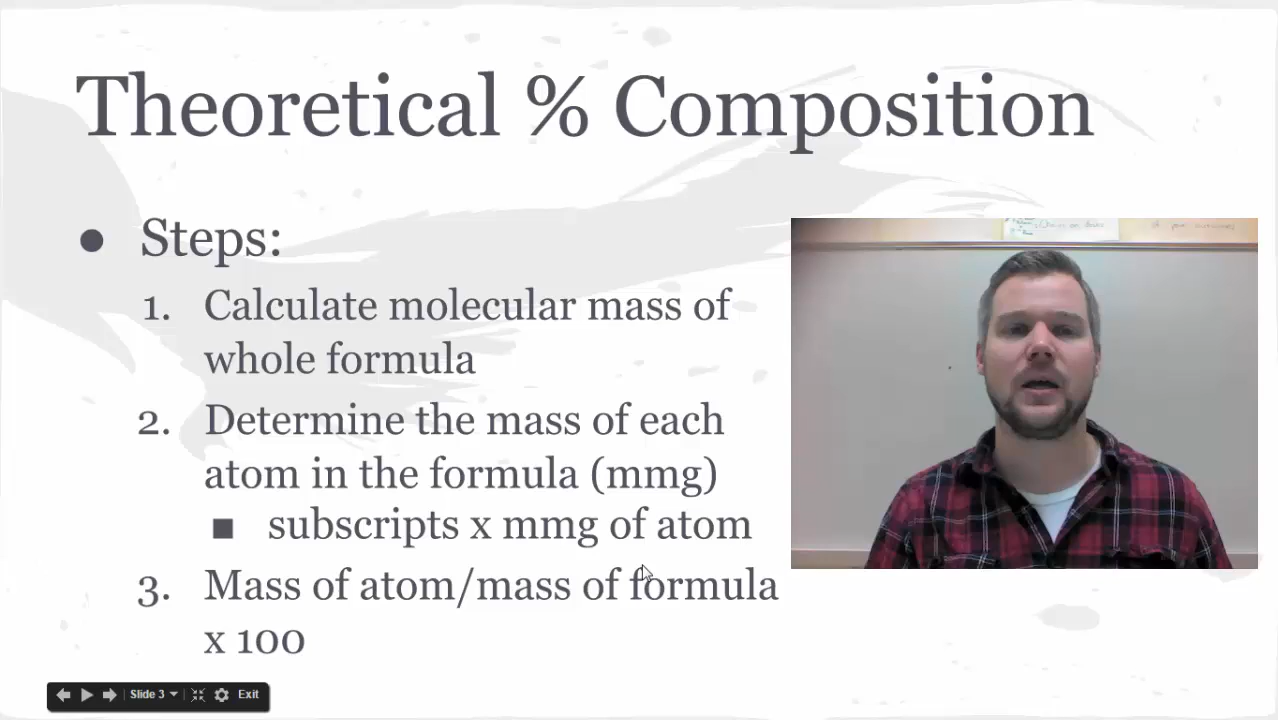 Theoretical % Composition
● Steps:
1. Calculate molecular mass of
whole formula
2. Determine the mass of each
atom in the formula (mmg)
■ subscripts x mmg of atom
3. Mass of atom/mass of formula
x 100
Slide 3
Exit